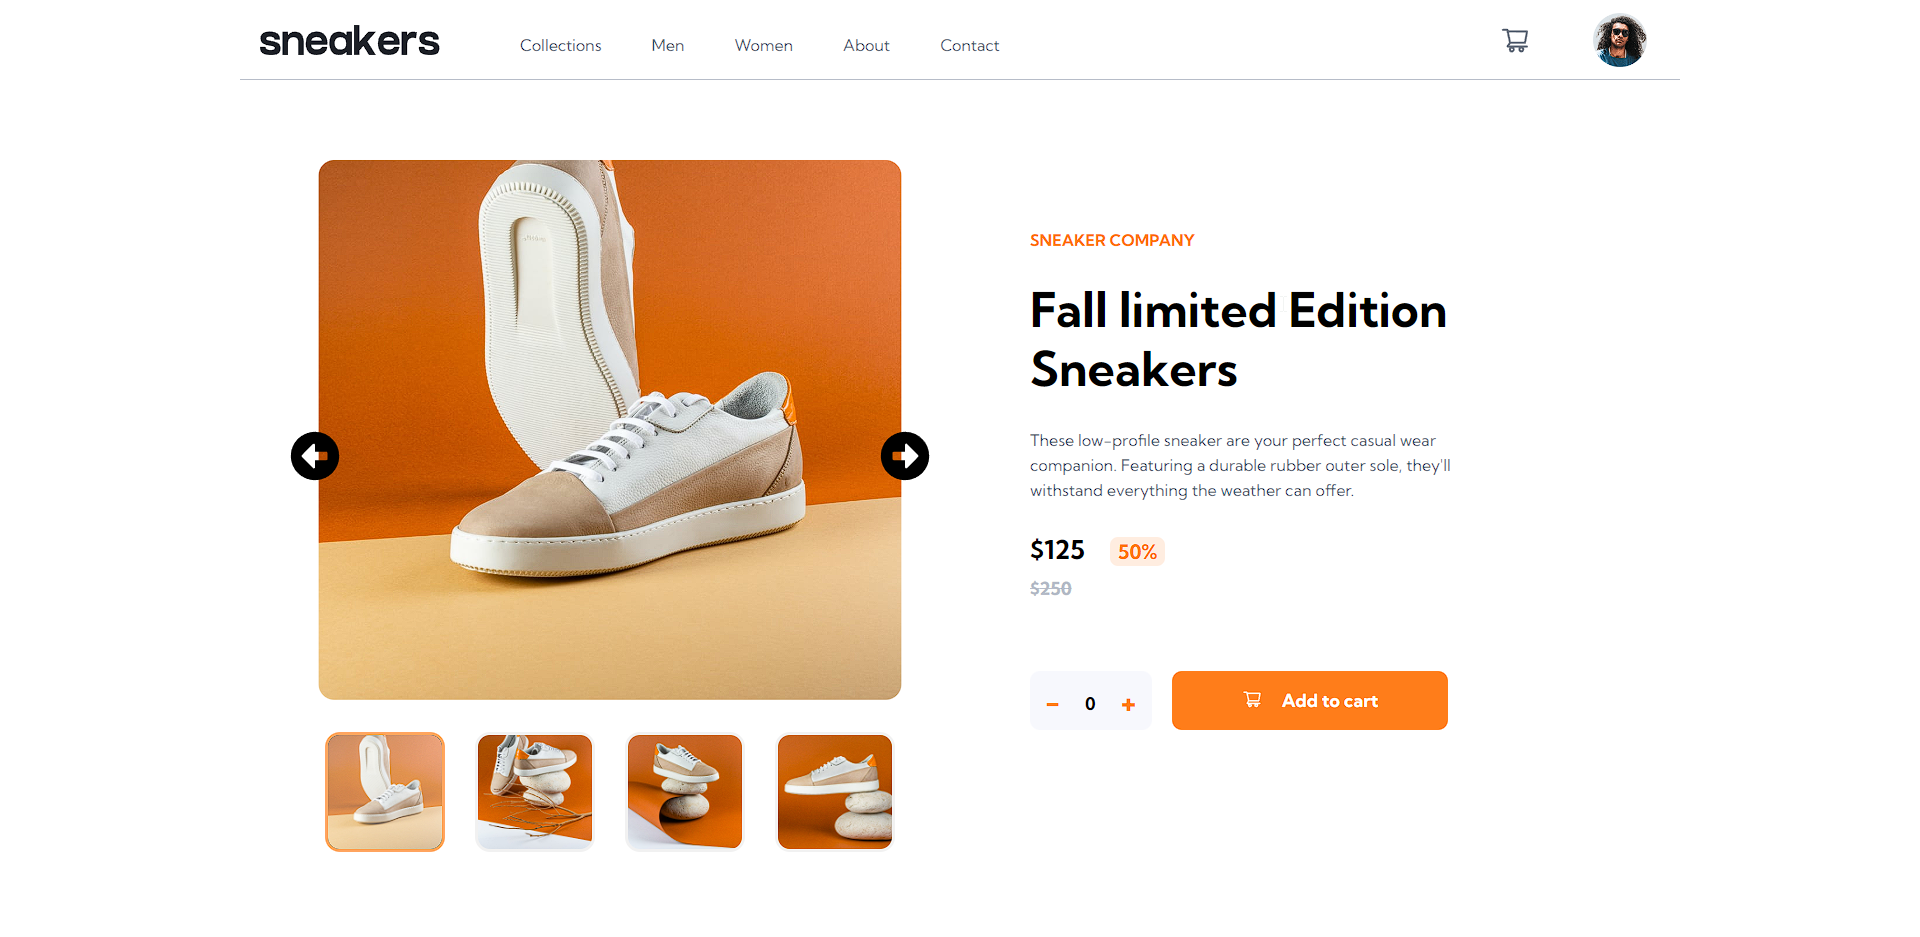 sneakers
Collections Men Women About Contact
SNEAKER COMPANY
Fall limited Edition
Sneakers
These low-profile sneaker are your perfect casual wear
companion. Featuring a durable rubber outer sole, they'll
withstand everything the weather can offer.
$125 50%
$250
− 0 + Add to cart